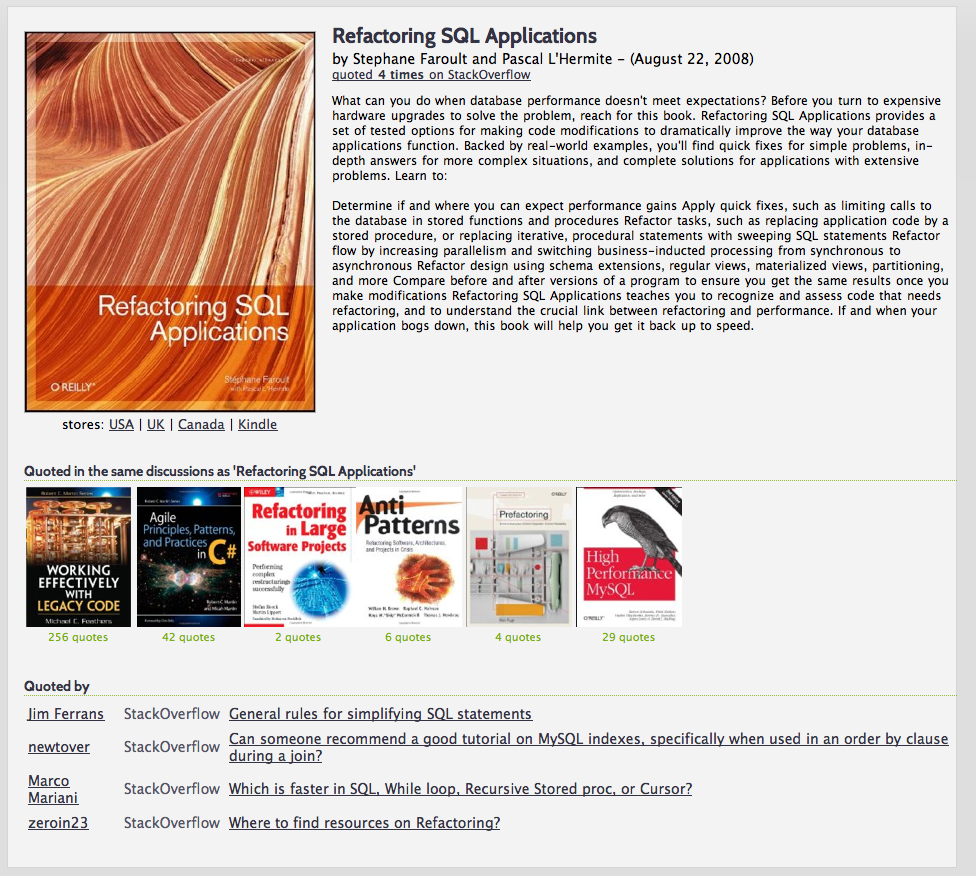 Refactoring SQL Applications
by Stephane Faroult and Pascal L'Hermite – (August 22, 2008)
quoted 4 times on StackOverflow
What can you do when database performance doesn't meet expectations? Before you turn to expensive
hardware upgrades to solve the problem, reach for this book. Refactoring SQL Applications provides a
set of tested options for making code modifications to dramatically improve the way your database
applications function. Backed by real-world examples, you'll find quick fixes for simple problems, in-
depth answers for more complex situations, and complete solutions for applications with extensive
problems. Learn to:
Determine if and where you can expect performance gains Apply quick fixes, such as limiting calls to
the database in stored functions and procedures Refactor tasks, such as replacing application code by a
stored procedure, or replacing iterative, procedural statements with sweeping SQL statements Refactor
flow by increasing parallelism and switching business-inducted processing from synchronous to
asynchronous Refactor design using schema extensions, regular views, materialized views, partitioning,
and more Compare before and after versions of a program to ensure you get the same results once you
make modifications Refactoring SQL Applications teaches you to recognize and assess code that needs
refactoring, and to understand the crucial link between refactoring and performance. If and when your
application bogs down, this book will help you get it back up to speed.
Refactoring SQL
Applications
O'REILLY
Stéphane Faroult
with Pascal L'Hermite
stores: USA | UK | Canada | Kindle
Quoted in the same discussions as 'Refactoring SQL Applications'
Robert C. Martin Series
WORKING
EFFECTIVELY
WITH
LEGACY CODE
Michael C. Feathers
256 quotes
Agile
Principles, Patterns,
and Practices
in C#
Robert C. Martin
and Micah Martin
42 quotes
WILEY
Refactoring
in Large
Software Projects
Performing
complex
restructurings
successfully
Stefan Roock
Martin Lippert
2 quotes
Anti
Patterns
Refactoring Software, Architectures,
and Projects in Crisis
6 quotes
O'REILLY
Prefactoring
4 quotes
High
Performance
MySQL
O'REILLY
29 quotes
Quoted by
Jim Ferrans StackOverflow General rules for simplifying SQL statements
newtover StackOverflow Can someone recommend a good tutorial on MySQL indexes, specifically when used in an order by clause
during a join?
Marco
Mariani StackOverflow Which is faster in SQL, While loop, Recursive Stored proc, or Cursor?
zeroin23 StackOverflow Where to find resources on Refactoring?